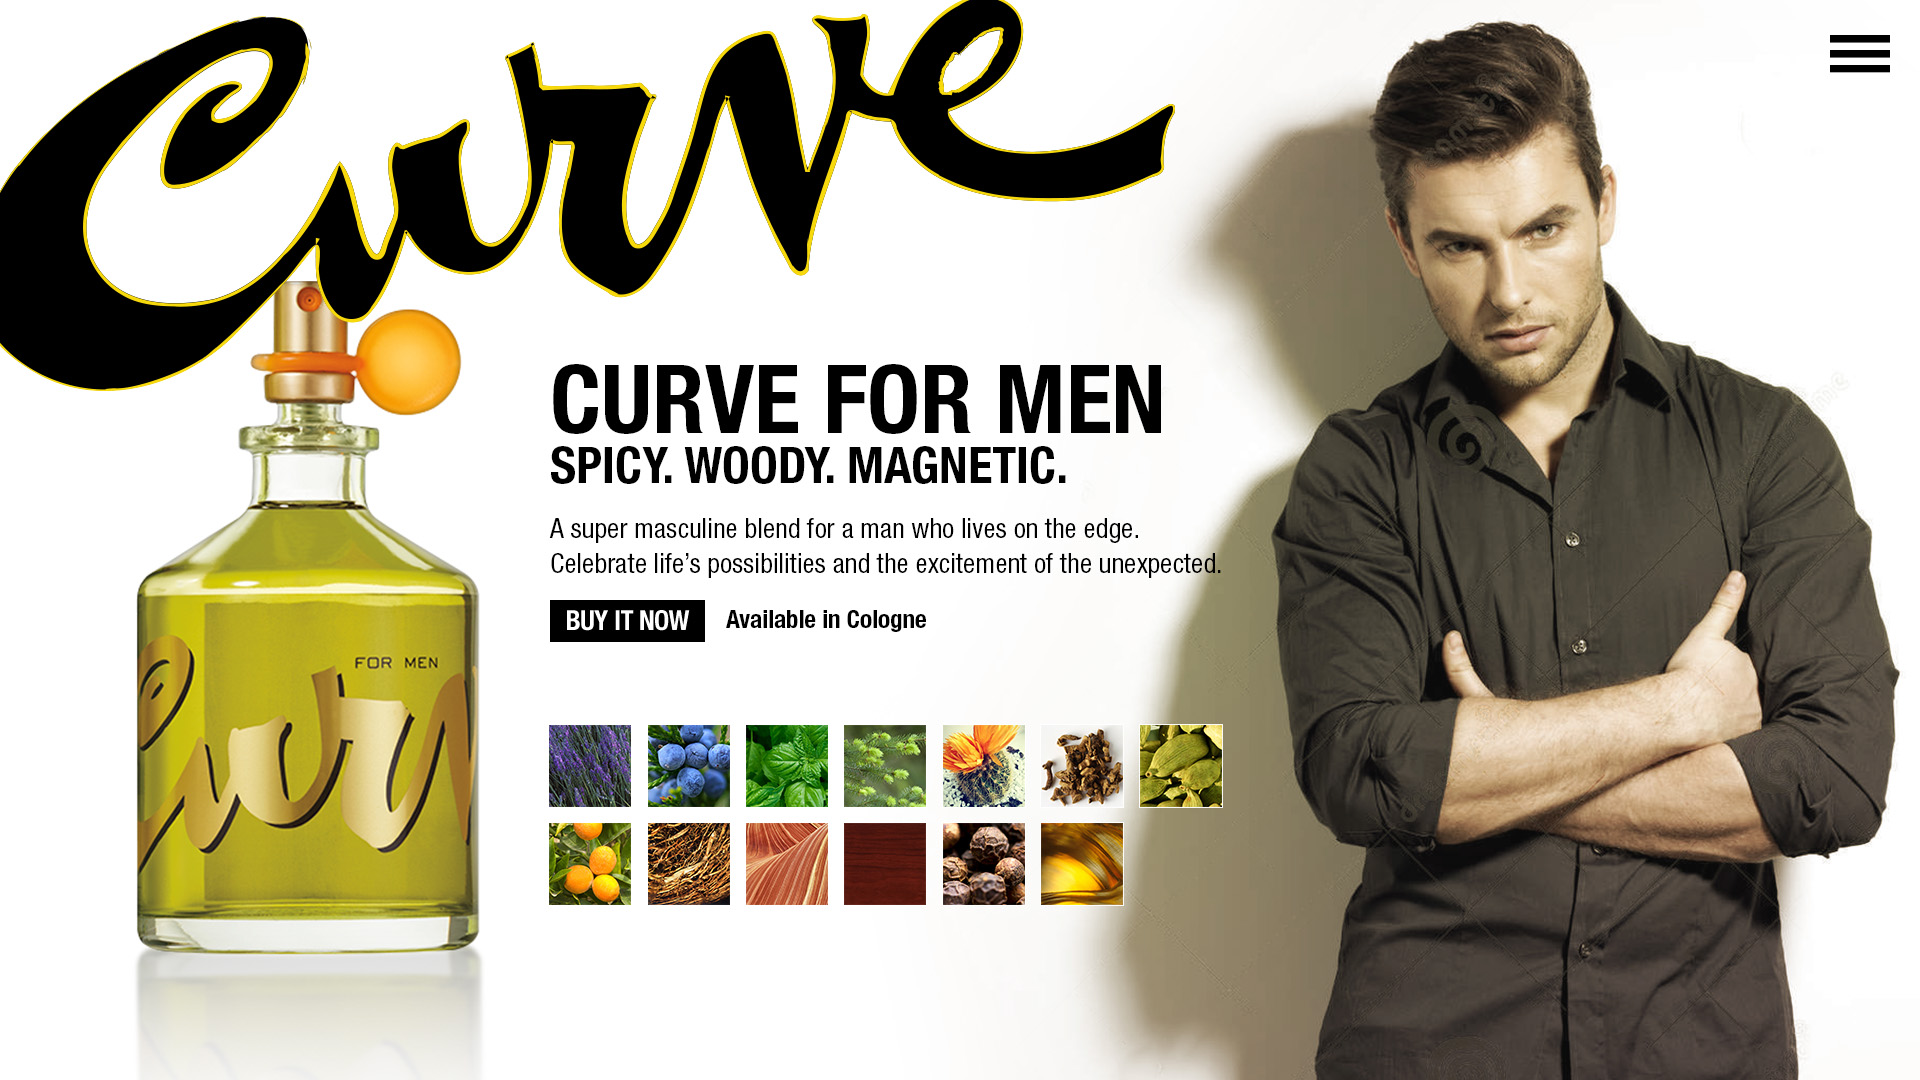 Curve
CURVE FOR MEN
SPICY. WOODY. MAGNETIC.
A super masculine blend for a man who lives on the edge.
Celebrate life’s possibilities and the excitement of the unexpected.
BUY IT NOW
Available in Cologne
FOR MEN
Curv